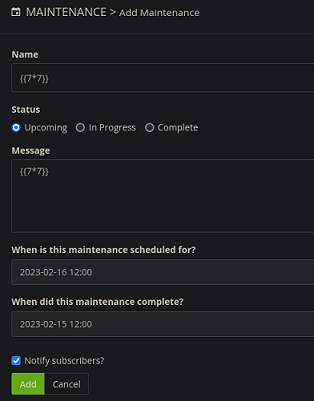 MAINTENANCE > Add Maintenance
Name
{{7*7}}
Status
Upcoming In Progress Complete
Message
{{7*7}}
When is this maintenance scheduled for?
2023-02-16 12:00
When did this maintenance complete?
2023-02-15 12:00
Notify subscribers?
Add Cancel